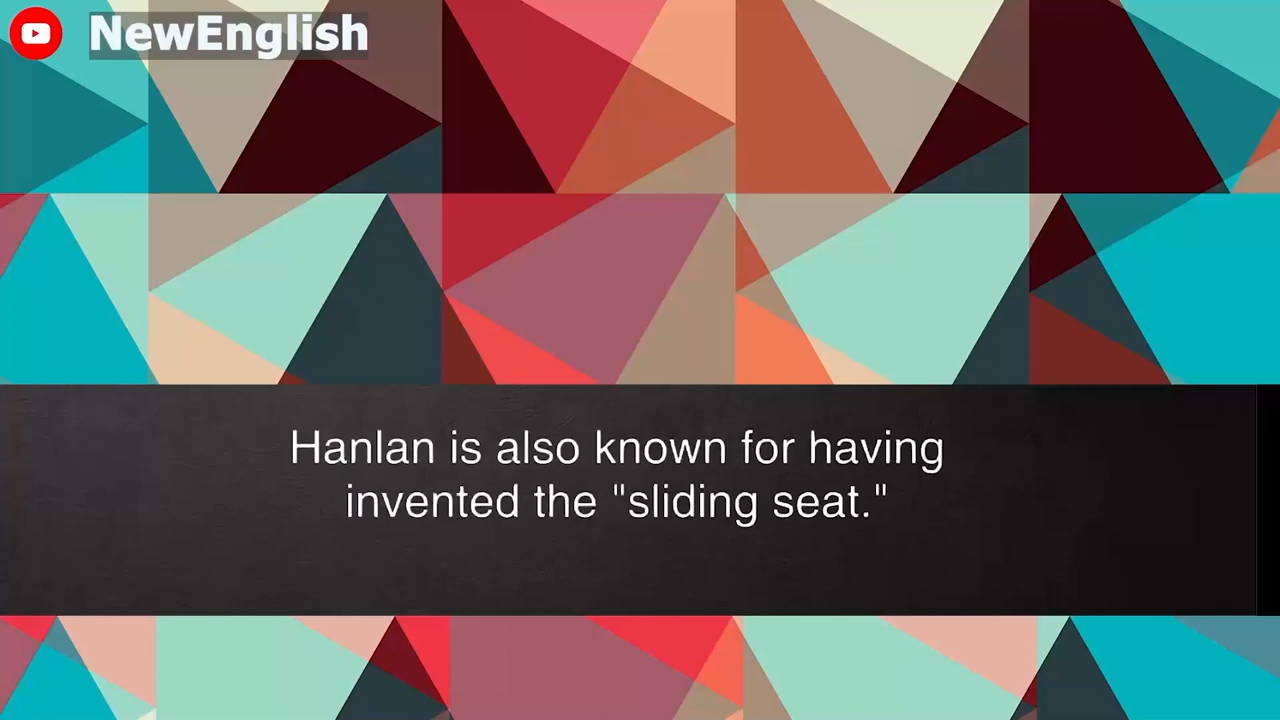 NewEnglish
Hanlan is also known for having
invented the "sliding seat."